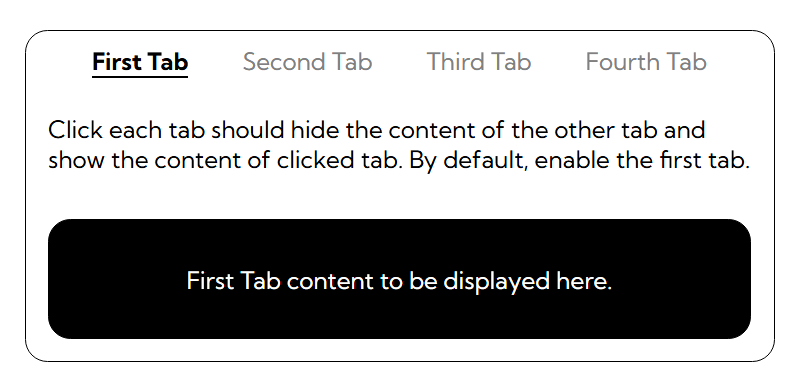 First Tab Second Tab Third Tab Fourth Tab
Click each tab should hide the content of the other tab and
show the content of clicked tab. By default, enable the first tab.
First Tab content to be displayed here.